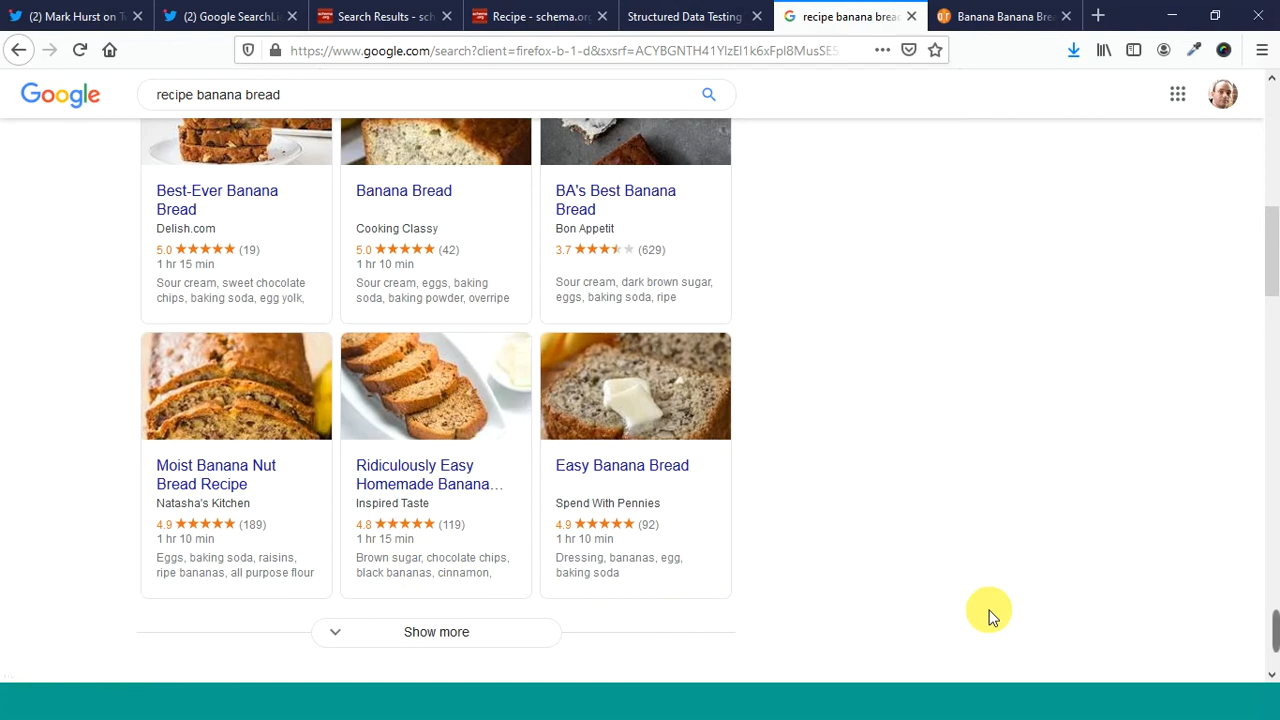 (2) Mark Hurst on T
(2) Google SearchLi
Search Results - sch
Recipe - schema.org
Structured Data Testing
recipe banana bread
Banana Banana Bre
https://www.google.com/search?client=firefox-b-1-d&sxsrf=
Google
recipe banana bread
Best-Ever Banana
Bread
Delish.com
5.0 (19)
1 hr 15 min
Sour cream, sweet chocolate
chips, baking soda, egg yolk,
Banana Bread
Cooking Classy
5.0 (42)
1 hr 10 min
Sour cream, eggs, baking
soda, baking powder, overripe
BA's Best Banana
Bread
Bon Appetit
3.7 (629)
Sour cream, dark brown sugar,
eggs, baking soda, ripe
Moist Banana Nut
Bread Recipe
Natasha's Kitchen
4.9 (189)
1 hr 10 min
Eggs, baking soda, raisins,
ripe bananas, all purpose flour
Ridiculously Easy
Homemade Banana...
Inspired Taste
4.8 (119)
1 hr 15 min
Brown sugar, chocolate chips,
black bananas, cinnamon,
Easy Banana Bread
Spend With Pennies
4.9 (92)
1 hr 10 min
Dressing, bananas, egg,
baking soda
Show more